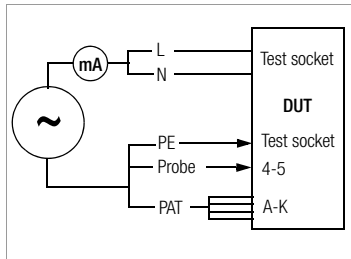 L
mA
Test socket
N
DUT
~
PE
Test socket
Probe
4-5
PAT
A-K